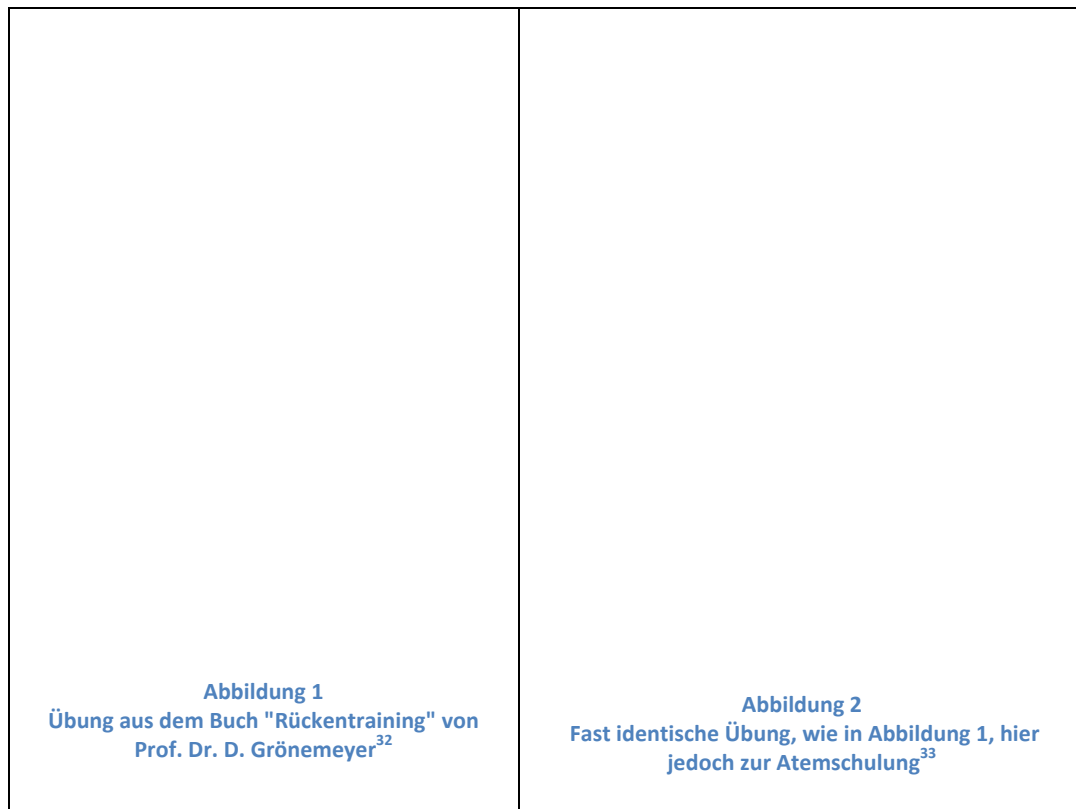 Abbildung 1
Übung aus dem Buch "Rückentraining" von
Prof. Dr. D. Grönemeyer³²
Abbildung 2
Fast identische Übung, wie in Abbildung 1, hier
jedoch zur Atemschulung³³